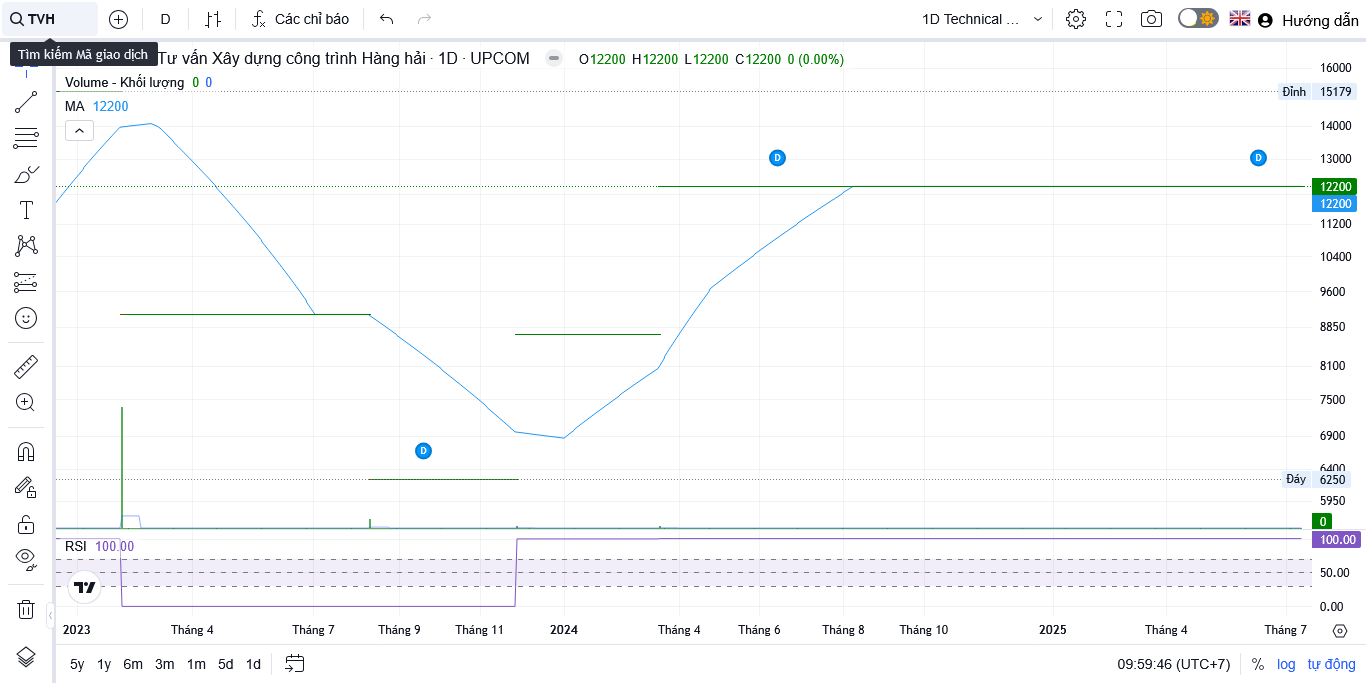 TVH
D
Các chỉ báo
1D Technical ...
Hướng dẫn
Tìm kiếm Mã giao dịch
Tư vấn Xây dựng công trình Hàng hải · 1D · UPCOM
O12200 H12200 L12200 C12200 0 (0.00%)
Volume - Khối lượng 0 0
MA 12200
16000
Đỉnh 15179
14000
13000
12200
12200
11200
10400
9600
8850
8100
7500
6900
6400
Đáy 6250
5950
0
D
D
D
RSI 100.00
100.00
50.00
0.00
2023 Tháng 4 Tháng 7 Tháng 9 Tháng 11 2024 Tháng 4 Tháng 6 Tháng 8 Tháng 10 2025 Tháng 4 Tháng 7
5y 1y 6m 3m 1m 5d 1d
09:59:46 (UTC+7) % log tự động